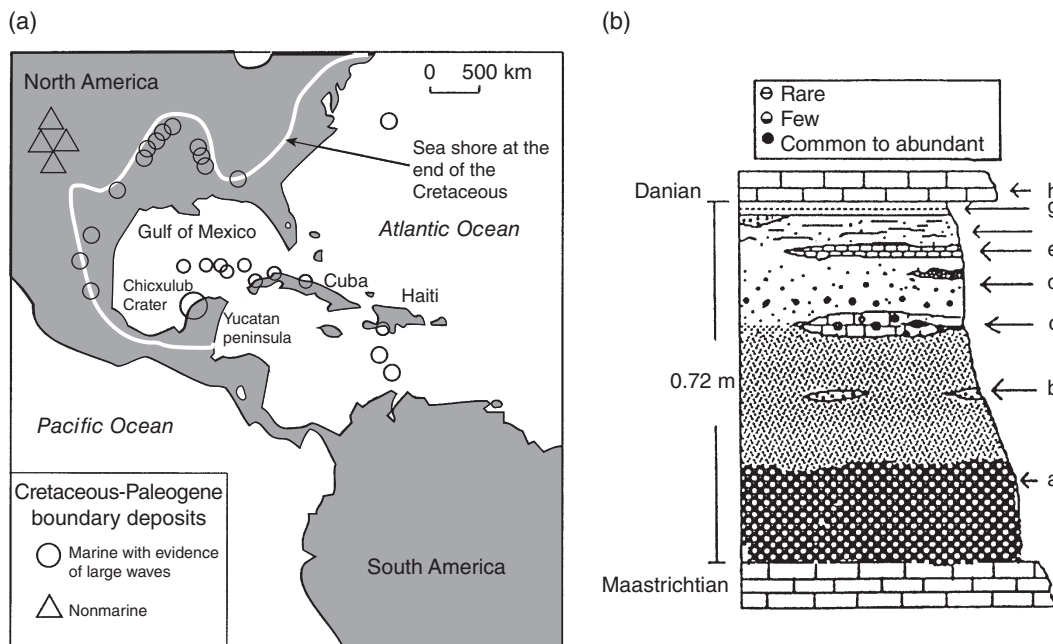 (a)
North America
0 500 km
Sea shore at the
end of the
Cretaceous
Gulf of Mexico
Atlantic Ocean
Chicxulub
Crater
Cuba
Haiti
Yucatan
peninsula
Pacific Ocean
Cretaceous-Paleogene
boundary deposits
Marine with evidence
of large waves
Nonmarine
South America
(b)
Rare
Few
Common to abundant
Danian
e
b
a
0.72 m
Maastrichtian